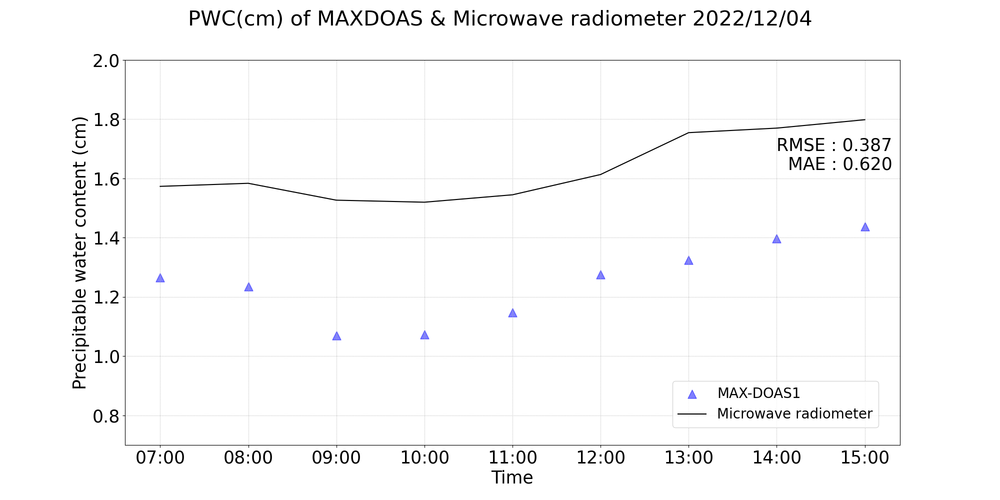 PWC(cm) of MAXDOAS & Microwave radiometer 2022/12/04
Precipitable water content (cm)
2.0
1.8
1.6
1.4
1.2
1.0
0.8
RMSE : 0.387
MAE : 0.620
MAX-DOAS1
Microwave radiometer
07:00 08:00 09:00 10:00 11:00 12:00 13:00 14:00 15:00
Time